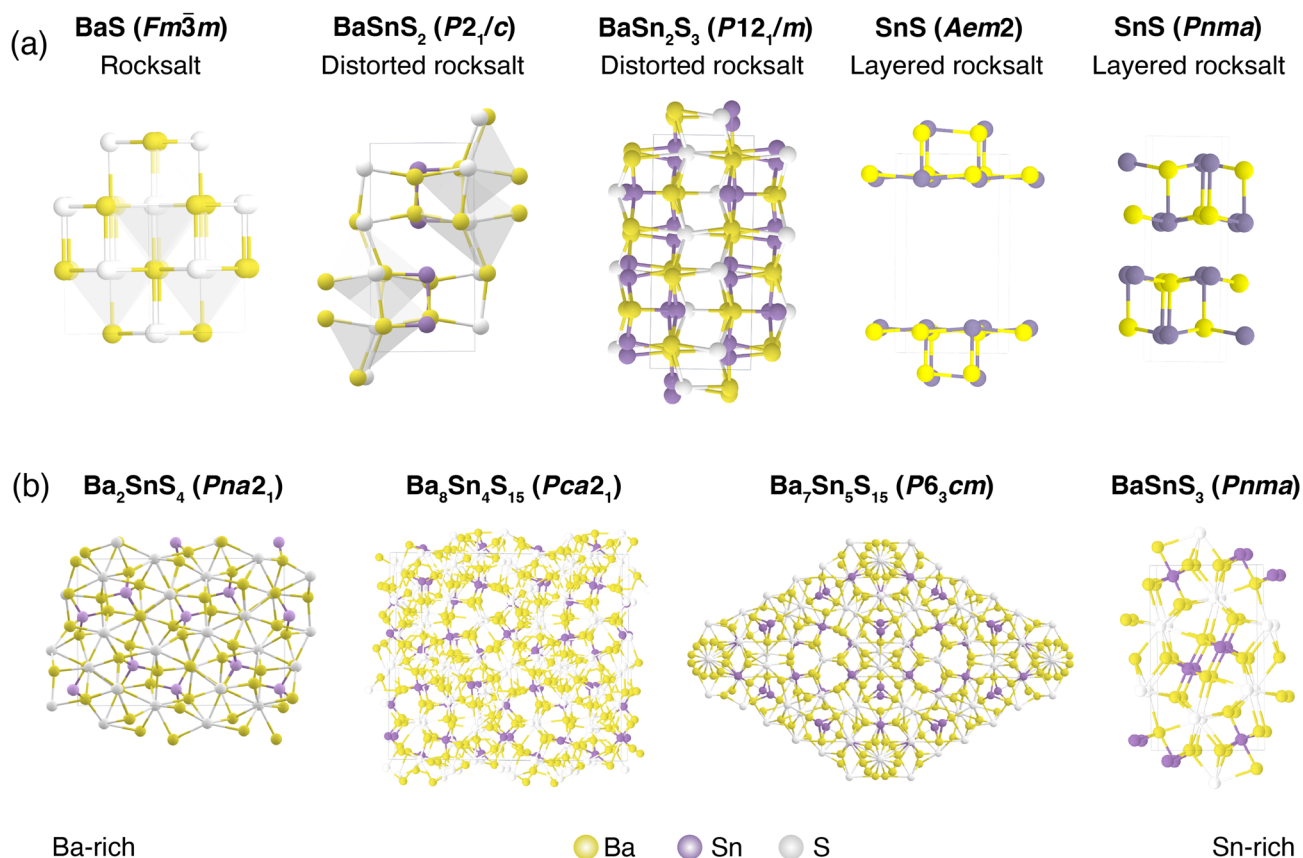 (a)
BaS (Fm3̅m)
Rocksalt
BaSnS₂ (P2₁/c)
Distorted rocksalt
BaSn₂S₃ (P12₁/m)
Distorted rocksalt
SnS (Aem2)
Layered rocksalt
SnS (Pnma)
Layered rocksalt
(b)
Ba₂SnS₄ (Pna2₁)
Ba₈Sn₄S₁₅ (Pca2₁)
Ba₇Sn₅S₁₅ (P6₃cm)
BaSnS₃ (Pnma)
Ba-rich
Ba
Sn
S
Sn-rich